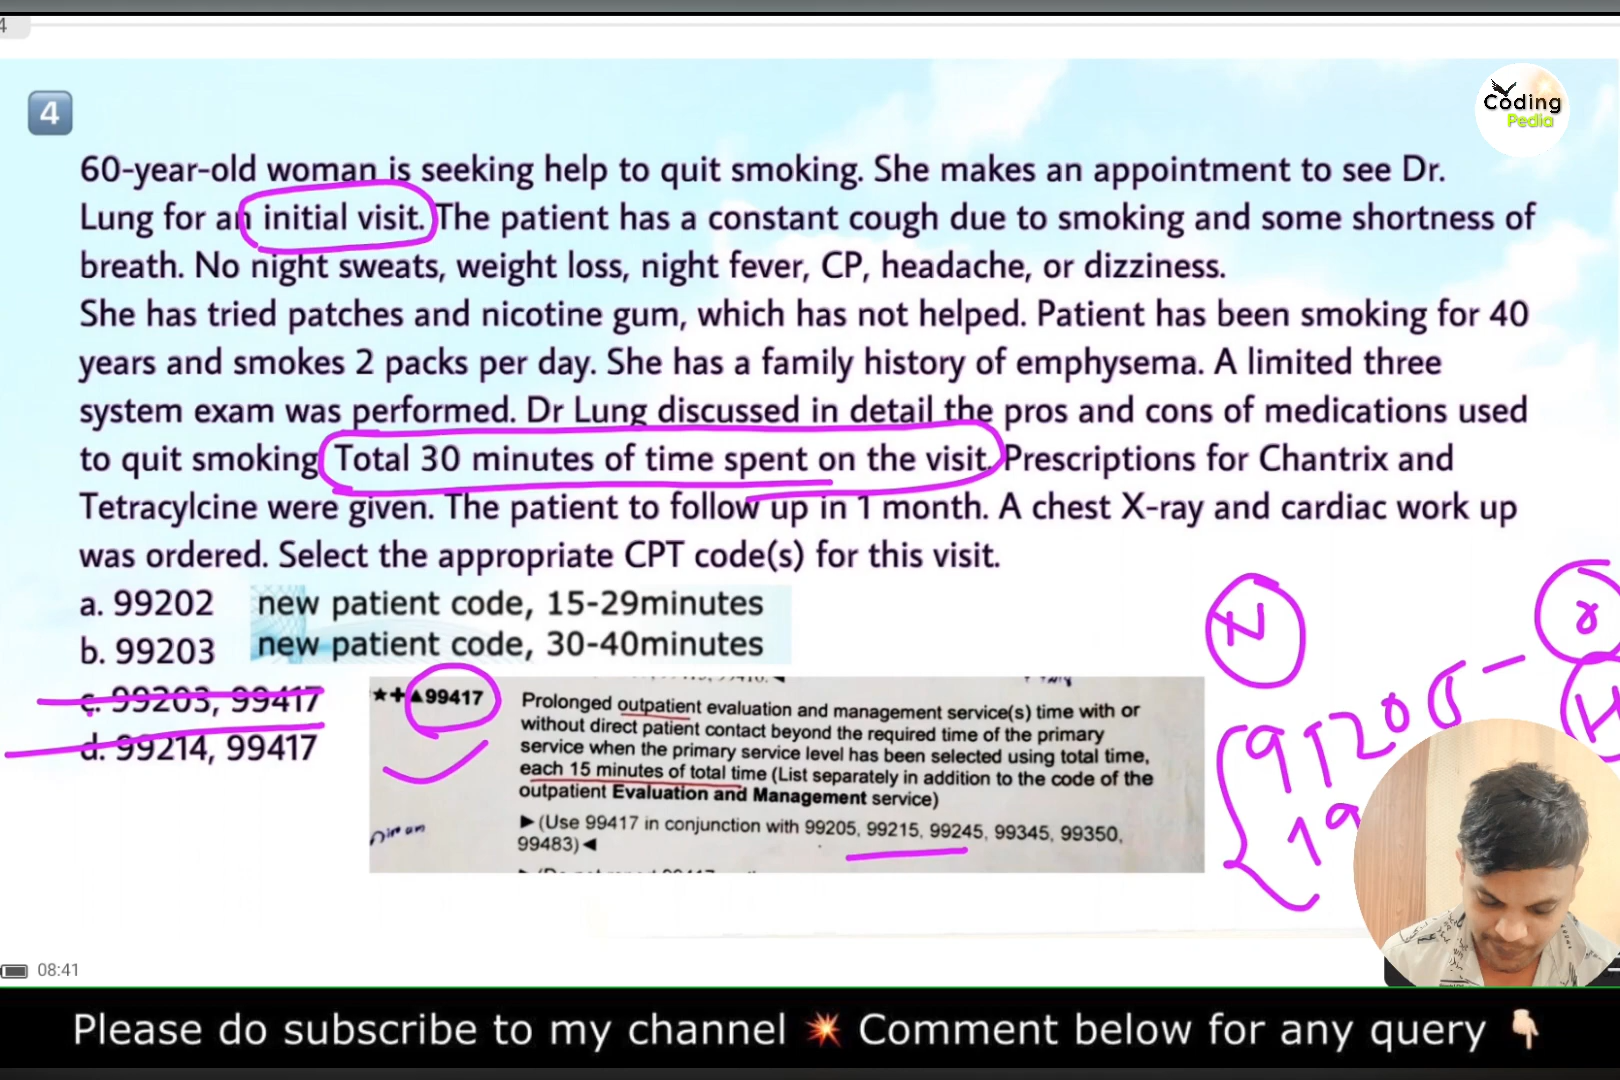 4
4
Coding
Pedia
60-year-old woman is seeking help to quit smoking. She makes an appointment to see Dr.
Lung for an initial visit. The patient has a constant cough due to smoking and some shortness of
breath. No night sweats, weight loss, night fever, CP, headache, or dizziness.
She has tried patches and nicotine gum, which has not helped. Patient has been smoking for 40
years and smokes 2 packs per day. She has a family history of emphysema. A limited three
system exam was performed. Dr Lung discussed in detail the pros and cons of medications used
to quit smoking. Total 30 minutes of time spent on the visit. Prescriptions for Chantrix and
Tetracylcine were given. The patient to follow up in 1 month. A chest X-ray and cardiac work up
was ordered. Select the appropriate CPT code(s) for this visit.
a. 99202 new patient code, 15-29minutes
b. 99203 new patient code, 30-40minutes
c. 99203, 99417
d. 99214, 99417
★+▲99417 Prolonged outpatient evaluation and management service(s) time with or
without direct patient contact beyond the required time of the primary
service when the primary service level has been selected using total time,
each 15 minutes of total time (List separately in addition to the code of the
outpatient Evaluation and Management service)
▶(Use 99417 in conjunction with 99205, 99215, 99245, 99345, 99350,
99483)◀
N
99205 -
08:41
Please do subscribe to my channel 💥 Comment below for any query 👇🏻